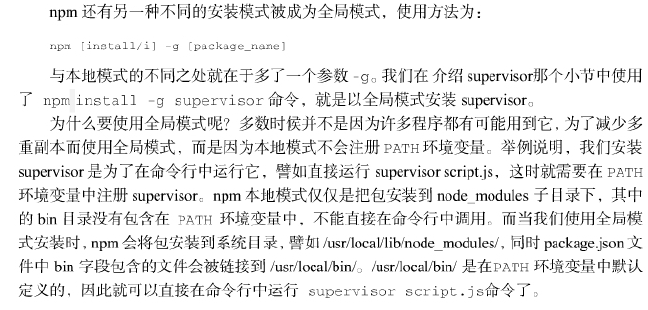 npm 还有另一种不同的安装模式被成为全局模式，使用方法为：
npm [install/i] -g [package_name]
与本地模式的不同之处就在于多了一个参数 -g。我们在 介绍 supervisor那个小节中使用
了 npm install -g supervisor 命令，就是以全局模式安装 supervisor。
为什么要使用全局模式呢？多数时候并不是因为许多程序都有可能用到它，为了减少多
重副本而使用全局模式，而是因为本地模式不会注册 PATH 环境变量。举例说明，我们安装
supervisor 是为了在命令行中运行它，譬如直接运行 supervisor script.js，这时就需要在 PATH
环境变量中注册 supervisor。npm 本地模式仅仅是把包安装到 node_modules 子目录下，其中
的 bin 目录没有包含在 PATH 环境变量中，不能直接在命令行中调用。而当我们使用全局模
式安装时，npm 会将包安装到系统目录，譬如 /usr/local/lib/node_modules/，同时 package.json 文
件中 bin 字段包含的文件会被链接到 /usr/local/bin/。/usr/local/bin/ 是在PATH 环境变量中默认
定义的，因此就可以直接在命令行中运行 supervisor script.js命令了。